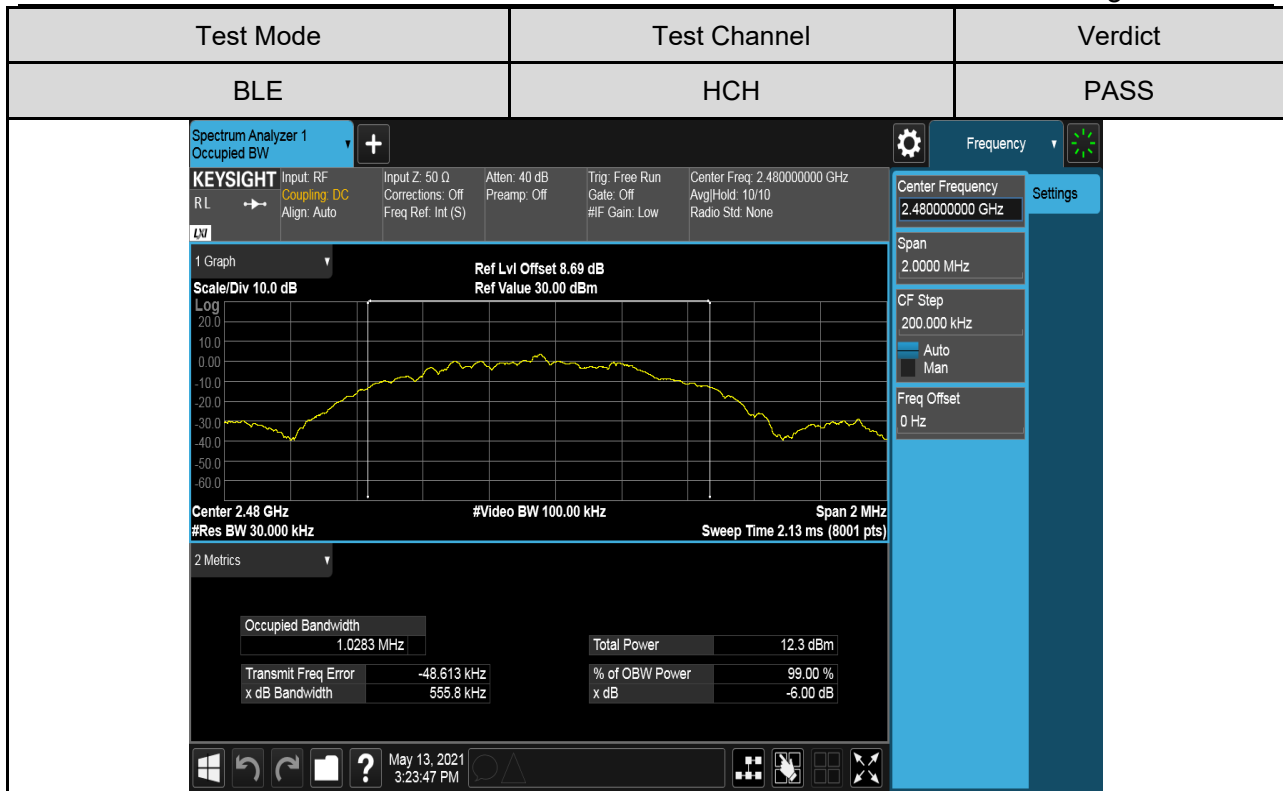 Test Mode Test Channel Verdict
BLE HCH PASS
Spectrum Analyzer 1
Occupied BW
+
Frequency
KEYSIGHT
RL
LXI
Input: RF
Coupling: DC
Align: Auto
Input Z: 50 Ω
Corrections: Off
Freq Ref: Int (S)
Atten: 40 dB
Preamp: Off
Trig: Free Run
Gate: Off
#IF Gain: Low
Center Freq: 2.480000000 GHz
Avg|Hold: 10/10
Radio Std: None
Center Frequency
2.480000000 GHz
Settings
Span
2.0000 MHz
CF Step
200.000 kHz
Auto
Man
Freq Offset
0 Hz
1 Graph
Scale/Div 10.0 dB
Ref Lvl Offset 8.69 dB
Ref Value 30.00 dBm
Log
20.0
10.0
0.00
-10.0
-20.0
-30.0
-40.0
-50.0
-60.0
Center 2.48 GHz #Video BW 100.00 kHz Span 2 MHz
#Res BW 30.000 kHz Sweep Time 2.13 ms (8001 pts)
2 Metrics
Occupied Bandwidth
1.0283 MHz
Total Power 12.3 dBm
Transmit Freq Error -48.613 kHz % of OBW Power 99.00 %
x dB Bandwidth 555.8 kHz x dB -6.00 dB
?
May 13, 2021
3:23:47 PM